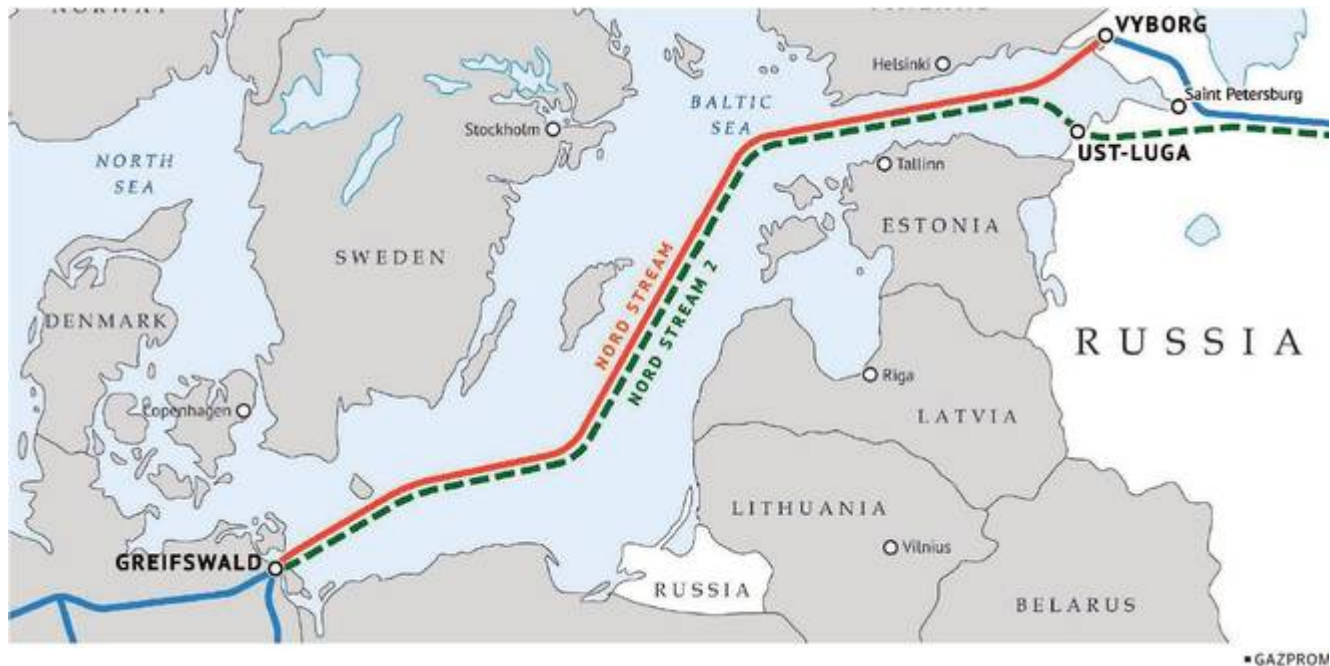 NORWAY
VYBORG
Helsinki
Saint Petersburg
BALTIC
SEA
Stockholm
UST-LUGA
NORTH
SEA
Tallinn
ESTONIA
SWEDEN
NORD STREAM
NORD STREAM 2
DENMARK
RUSSIA
Riga
Copenhagen
LATVIA
LITHUANIA
GREIFSWALD
Vilnius
RUSSIA
BELARUS
GAZPROM